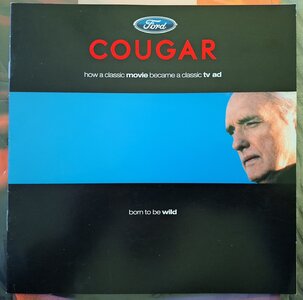 Ford
COUGAR
how a classic movie became a classic tv ad
born to be wild